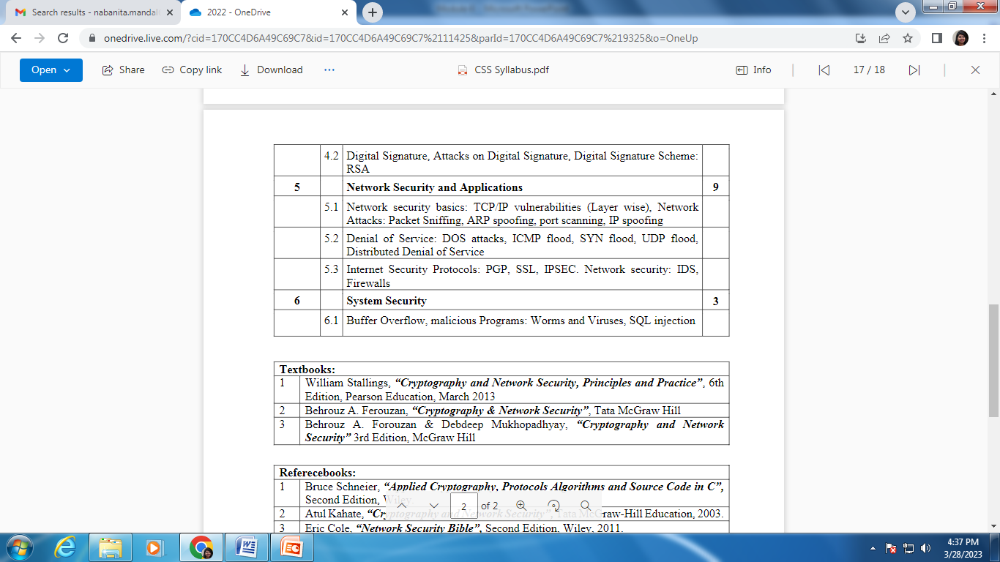 Search results - nabanita.mandal
2022 - OneDrive
onedrive.live.com/?cid=170CC4D6A49C69C7&id=170CC4D6A49C69C7%211425&parId=170CC4D6A49C69C7%219325&o=OneUp
Open Share Copy link Download ... CSS Syllabus.pdf Info 17 / 18
4.2 Digital Signature, Attacks on Digital Signature, Digital Signature Scheme:
RSA
5 Network Security and Applications 9
5.1 Network security basics: TCP/IP vulnerabilities (Layer wise), Network
Attacks: Packet Sniffing, ARP spoofing, port scanning, IP spoofing
5.2 Denial of Service: DOS attacks, ICMP flood, SYN flood, UDP flood,
Distributed Denial of Service
5.3 Internet Security Protocols: PGP, SSL, IPSEC. Network security: IDS,
Firewalls
6 System Security 3
6.1 Buffer Overflow, malicious Programs: Worms and Viruses, SQL injection
Textbooks:
1 William Stallings, “Cryptography and Network Security, Principles and Practice”, 6th
Edition, Pearson Education, March 2013
2 Behrouz A. Ferouzan, “Cryptography & Network Security”, Tata McGraw Hill
3 Behrouz A. Forouzan & Debdeep Mukhopadhyay, “Cryptography and Network
Security” 3rd Edition, McGraw Hill
Referecebooks:
1 Bruce Schneier, “Applied Cryptography, Protocols Algorithms and Source Code in C”,
Second Edition, Wiley.
2 Atul Kahate, “Cryptography and Network Security”, Tata McGraw-Hill Education, 2003.
3 Eric Cole, “Network Security Bible”, Second Edition, Wiley, 2011.
2 of 2
4:37 PM
3/28/2023